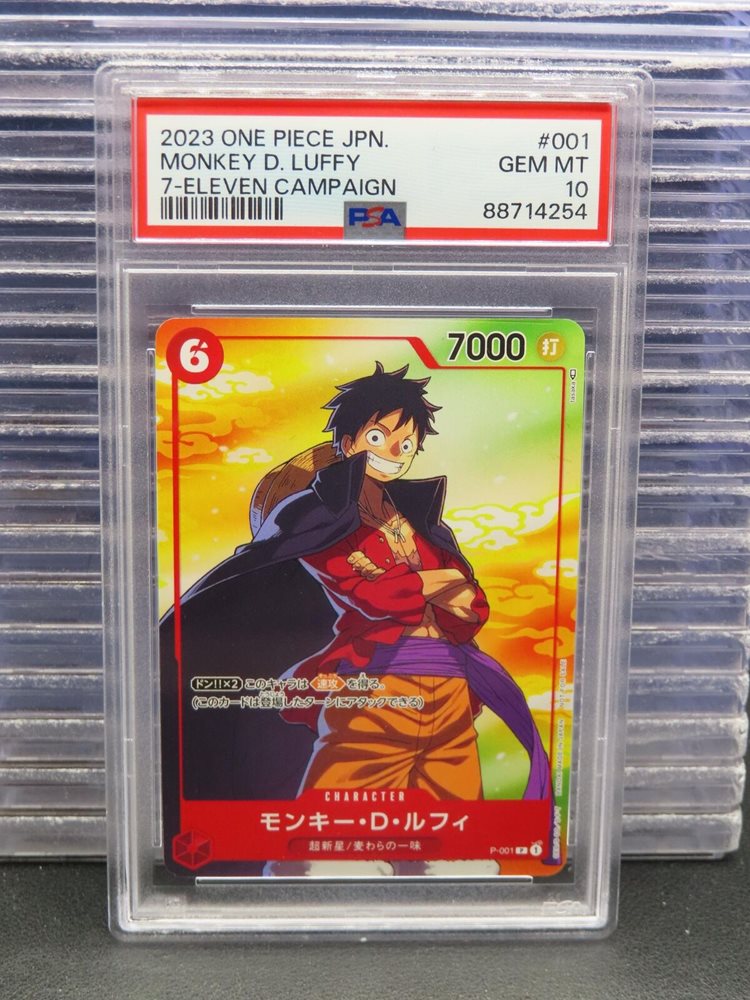 2023 ONE PIECE JPN. #001
MONKEY D. LUFFY GEM MT
7-ELEVEN CAMPAIGN 10
PSA 88714254
6 7000 打
ドン!!×2 このキャラは 速攻 を得る。
(このカードは登場したターンにアタックできる)
CHARACTER
モンキー・D・ルフィ
超新星/麦わらの一味
P-001 P 1